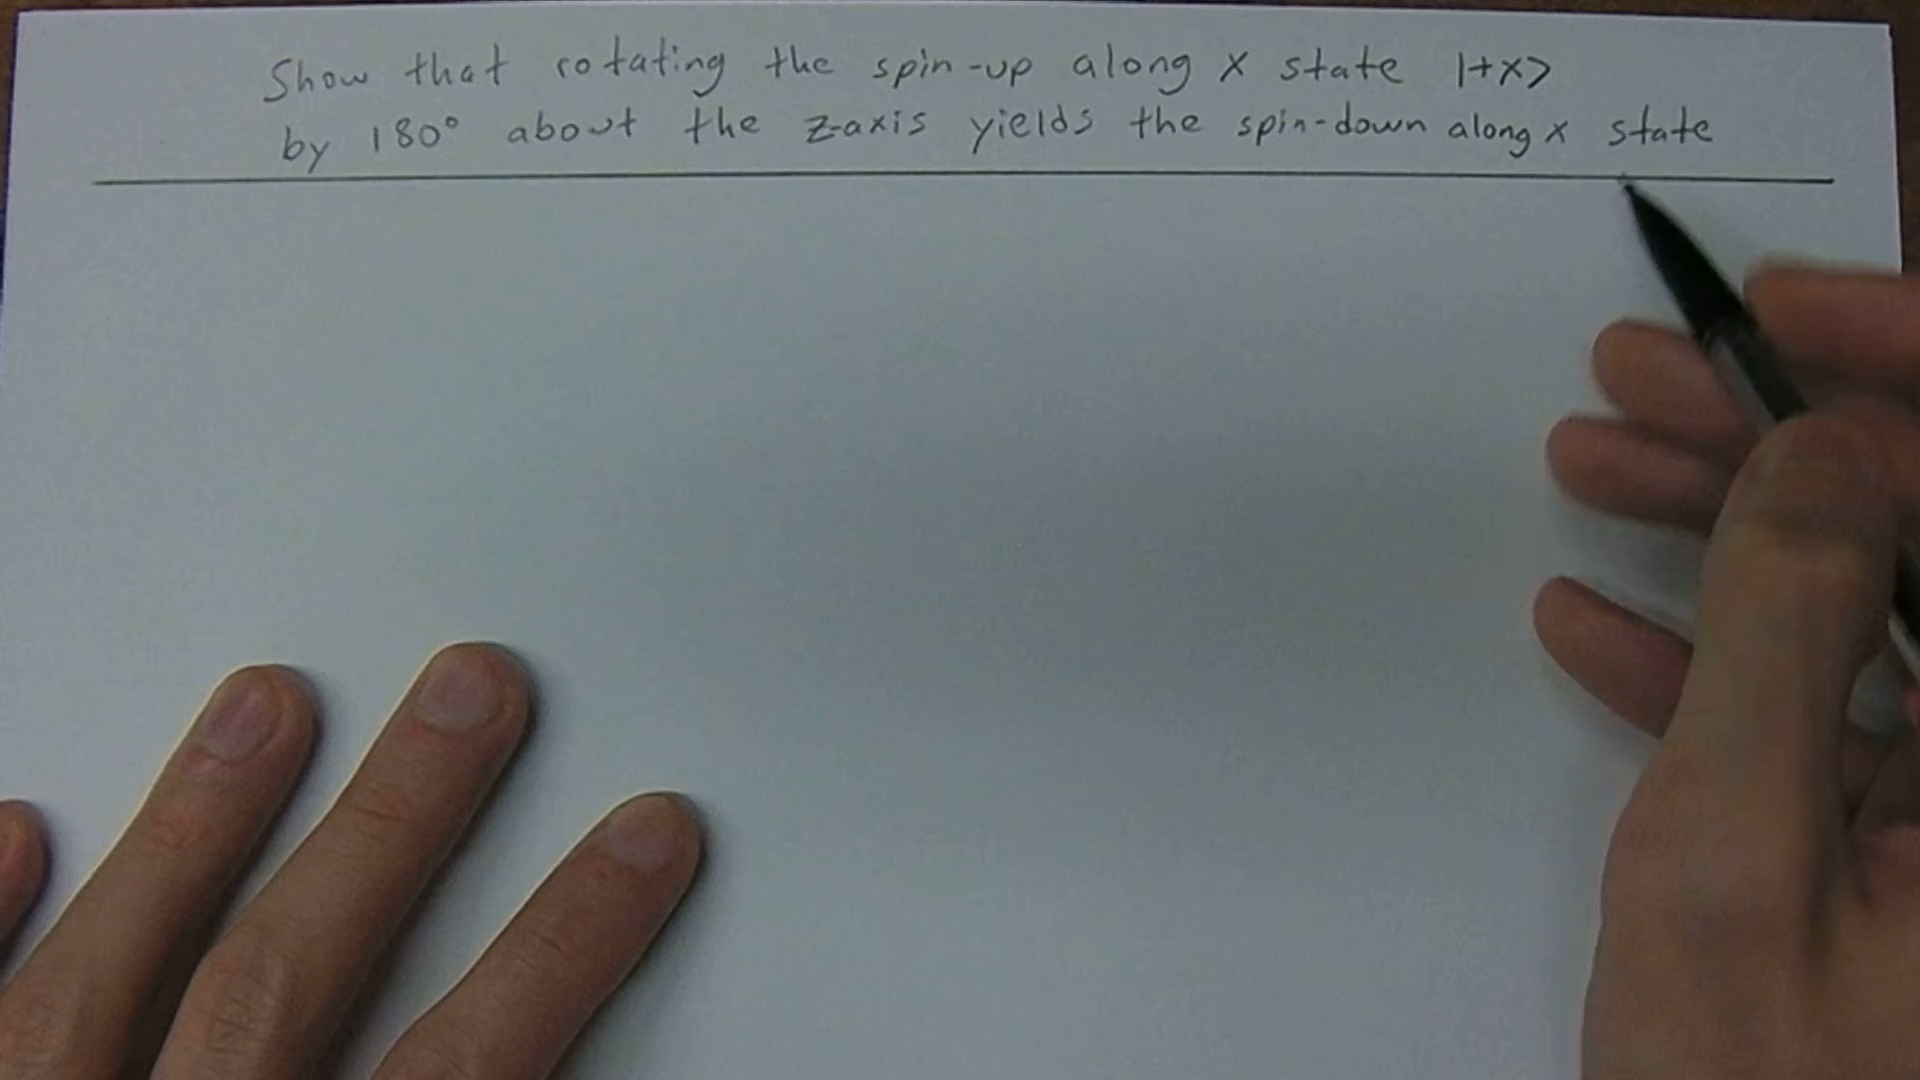 Show that rotating the spin-up along x state |+x>
by 180° about the z-axis yields the spin-down along x state